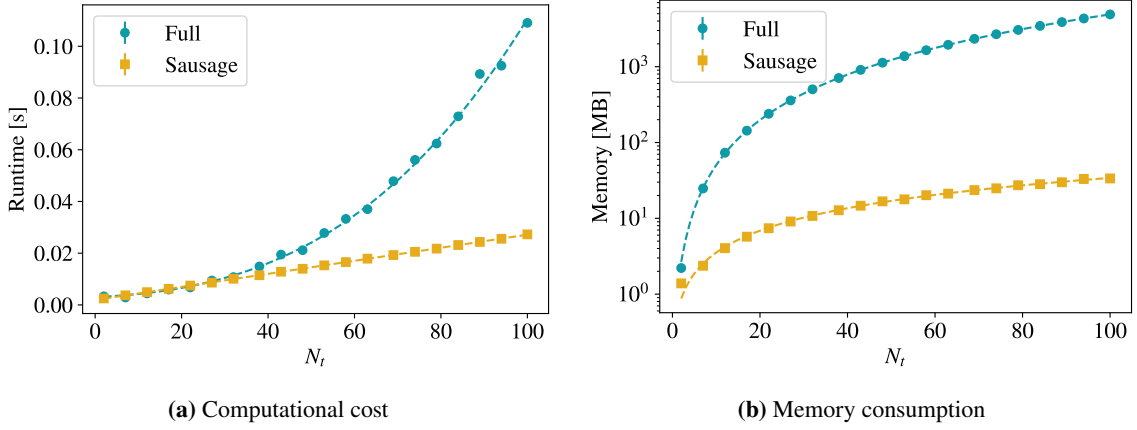 0.10
0.08
0.06
0.04
0.02
0.00
Runtime [s]
Full
Sausage
0 20 40 60 80 100
N_t
(a) Computational cost
10^3
10^2
10^1
10^0
Memory [MB]
Full
Sausage
0 20 40 60 80 100
N_t
(b) Memory consumption